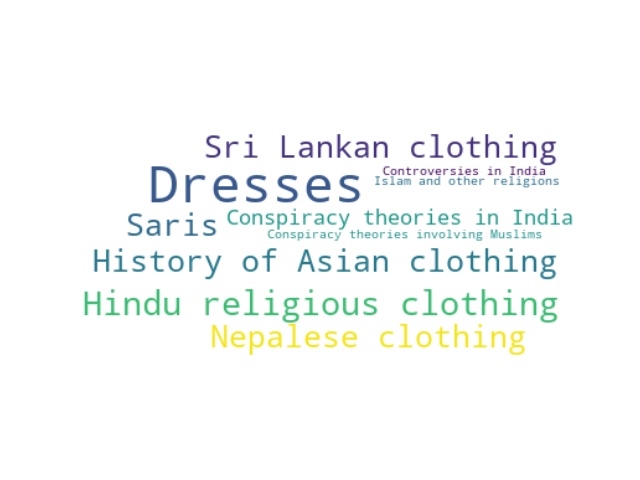 Sri Lankan clothing
Controversies in India
Dresses
Islam and other religions
Saris
Conspiracy theories in India
Conspiracy theories involving Muslims
History of Asian clothing
Hindu religious clothing
Nepalese clothing